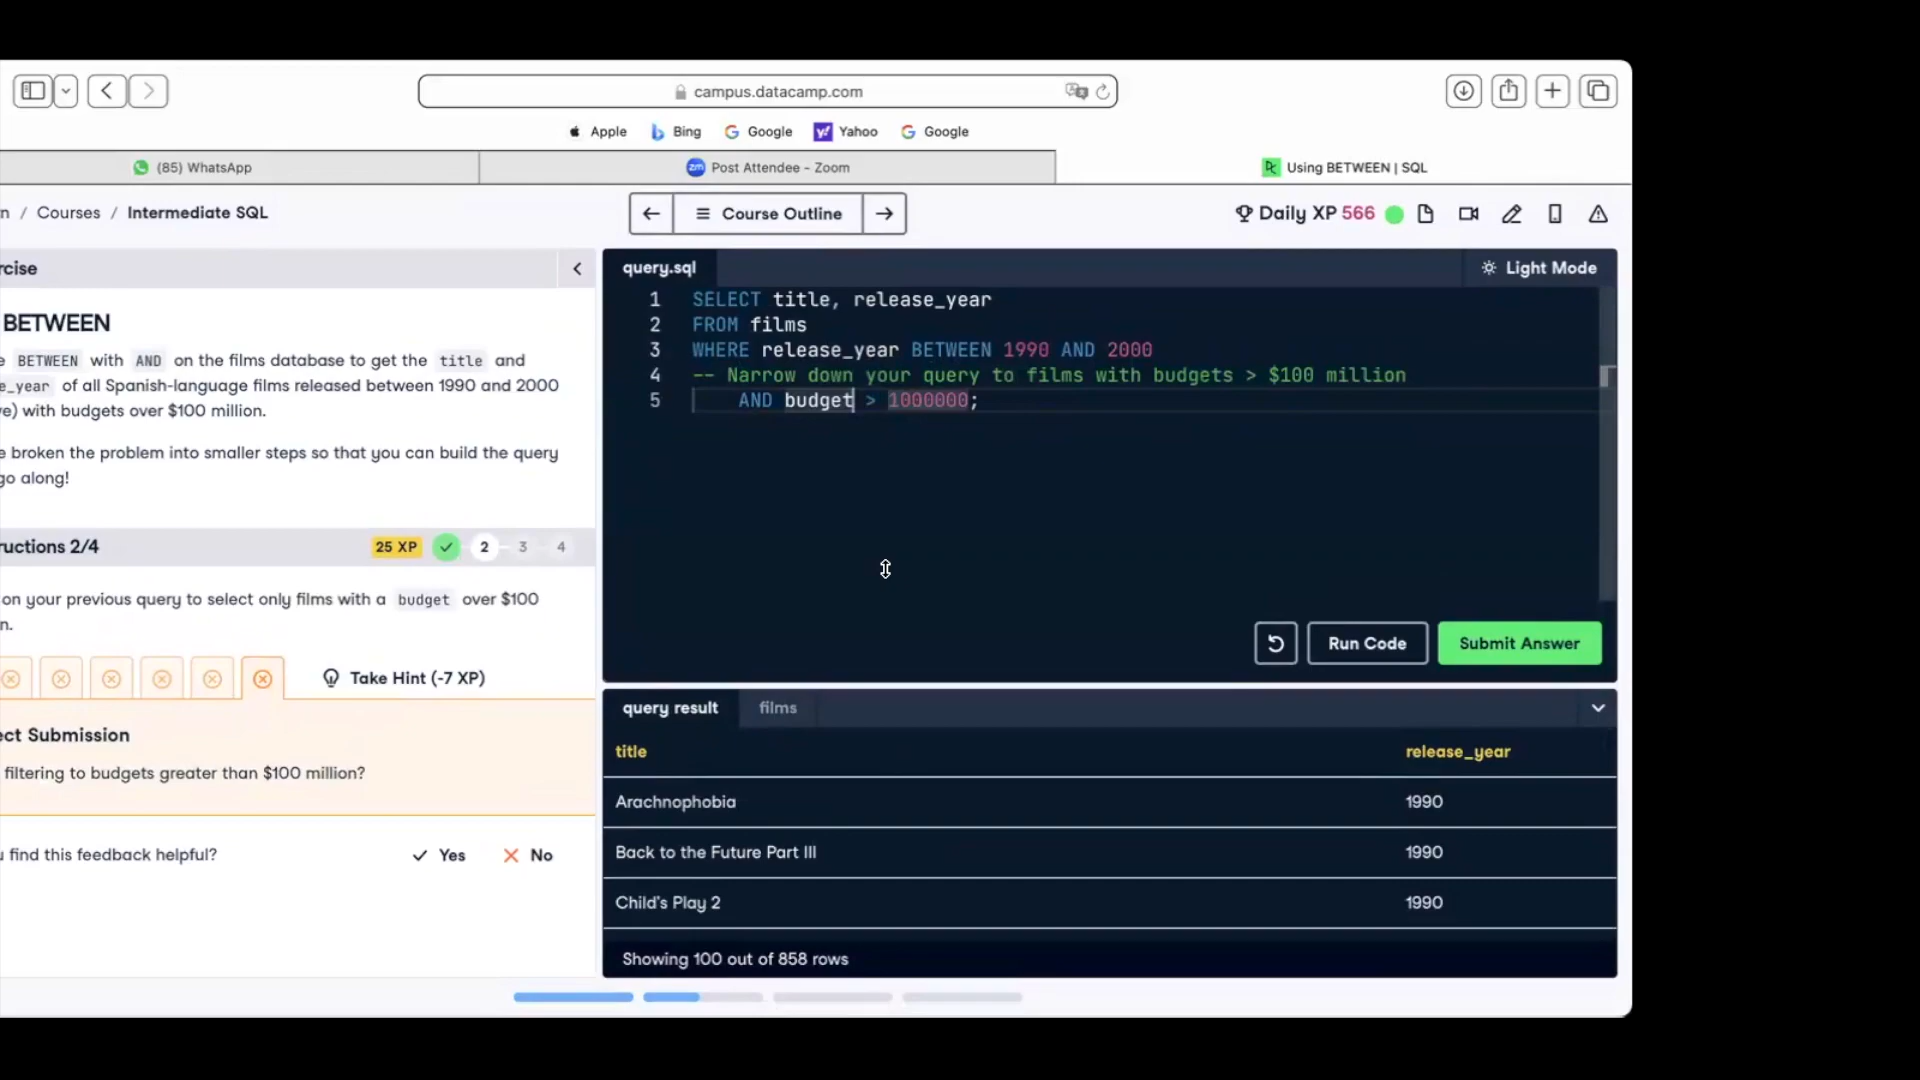 campus.datacamp.com
Apple Bing Google Yahoo Google
(85) WhatsApp Post Attendee - Zoom Using BETWEEN | SQL
n / Courses / Intermediate SQL
Course Outline
Daily XP 566
rcise
BETWEEN
e BETWEEN with AND on the films database to get the title and
e_year of all Spanish-language films released between 1990 and 2000
ve) with budgets over $100 million.
e broken the problem into smaller steps so that you can build the query
go along!
ructions 2/4
25 XP 2 3 4
on your previous query to select only films with a budget over $100
n.
Take Hint (-7 XP)
ect Submission
filtering to budgets greater than $100 million?
u find this feedback helpful?
Yes No
query.sql
Light Mode
1 SELECT title, release_year
2 FROM films
3 WHERE release_year BETWEEN 1990 AND 2000
4 -- Narrow down your query to films with budgets > $100 million
5 AND budget > 1000000;
Run Code Submit Answer
query result films
title release_year
Arachnophobia 1990
Back to the Future Part III 1990
Child's Play 2 1990
Showing 100 out of 858 rows